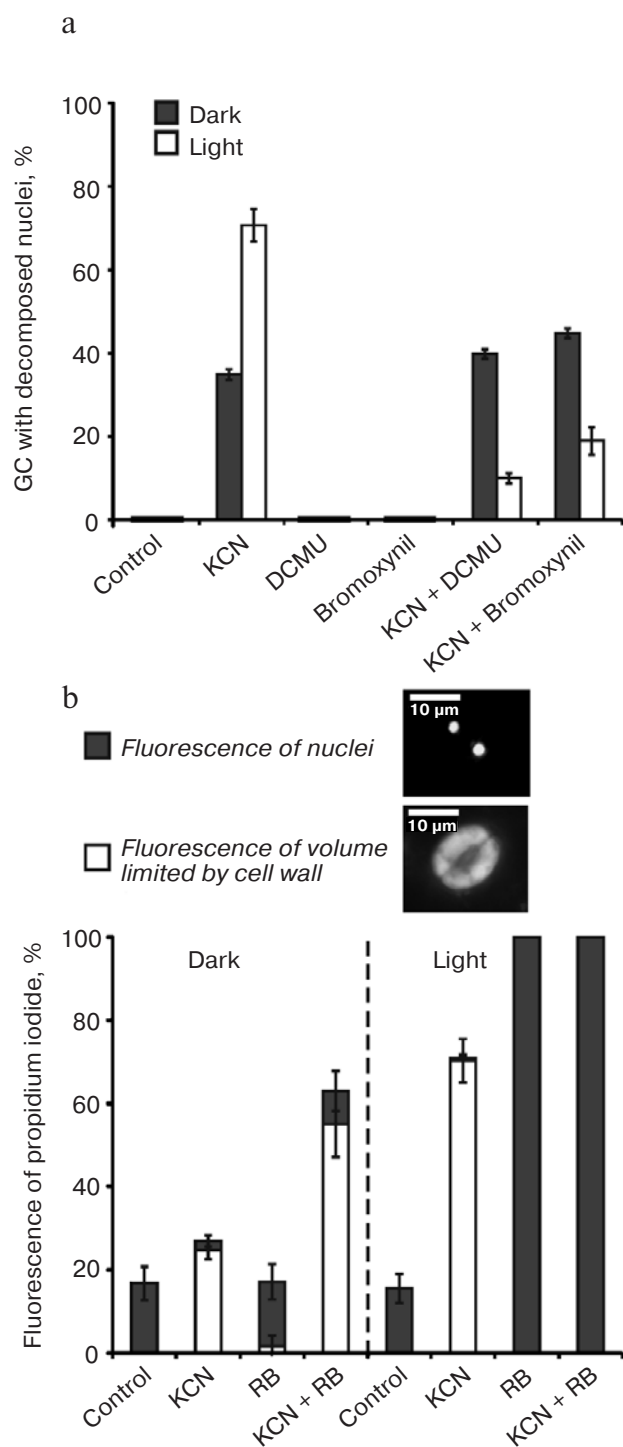 a
GC with decomposed nuclei, %
100
80
60
40
20
0
Dark
Light
Control
KCN
DCMU
Bromoxynil
KCN + DCMU
KCN + Bromoxynil
b
Fluorescence of nuclei
10 μm
Fluorescence of volume
limited by cell wall
10 μm
Fluorescence of propidium iodide, %
100
80
60
40
20
0
Dark
Light
Control
KCN
RB
KCN + RB
Control
KCN
RB
KCN + RB